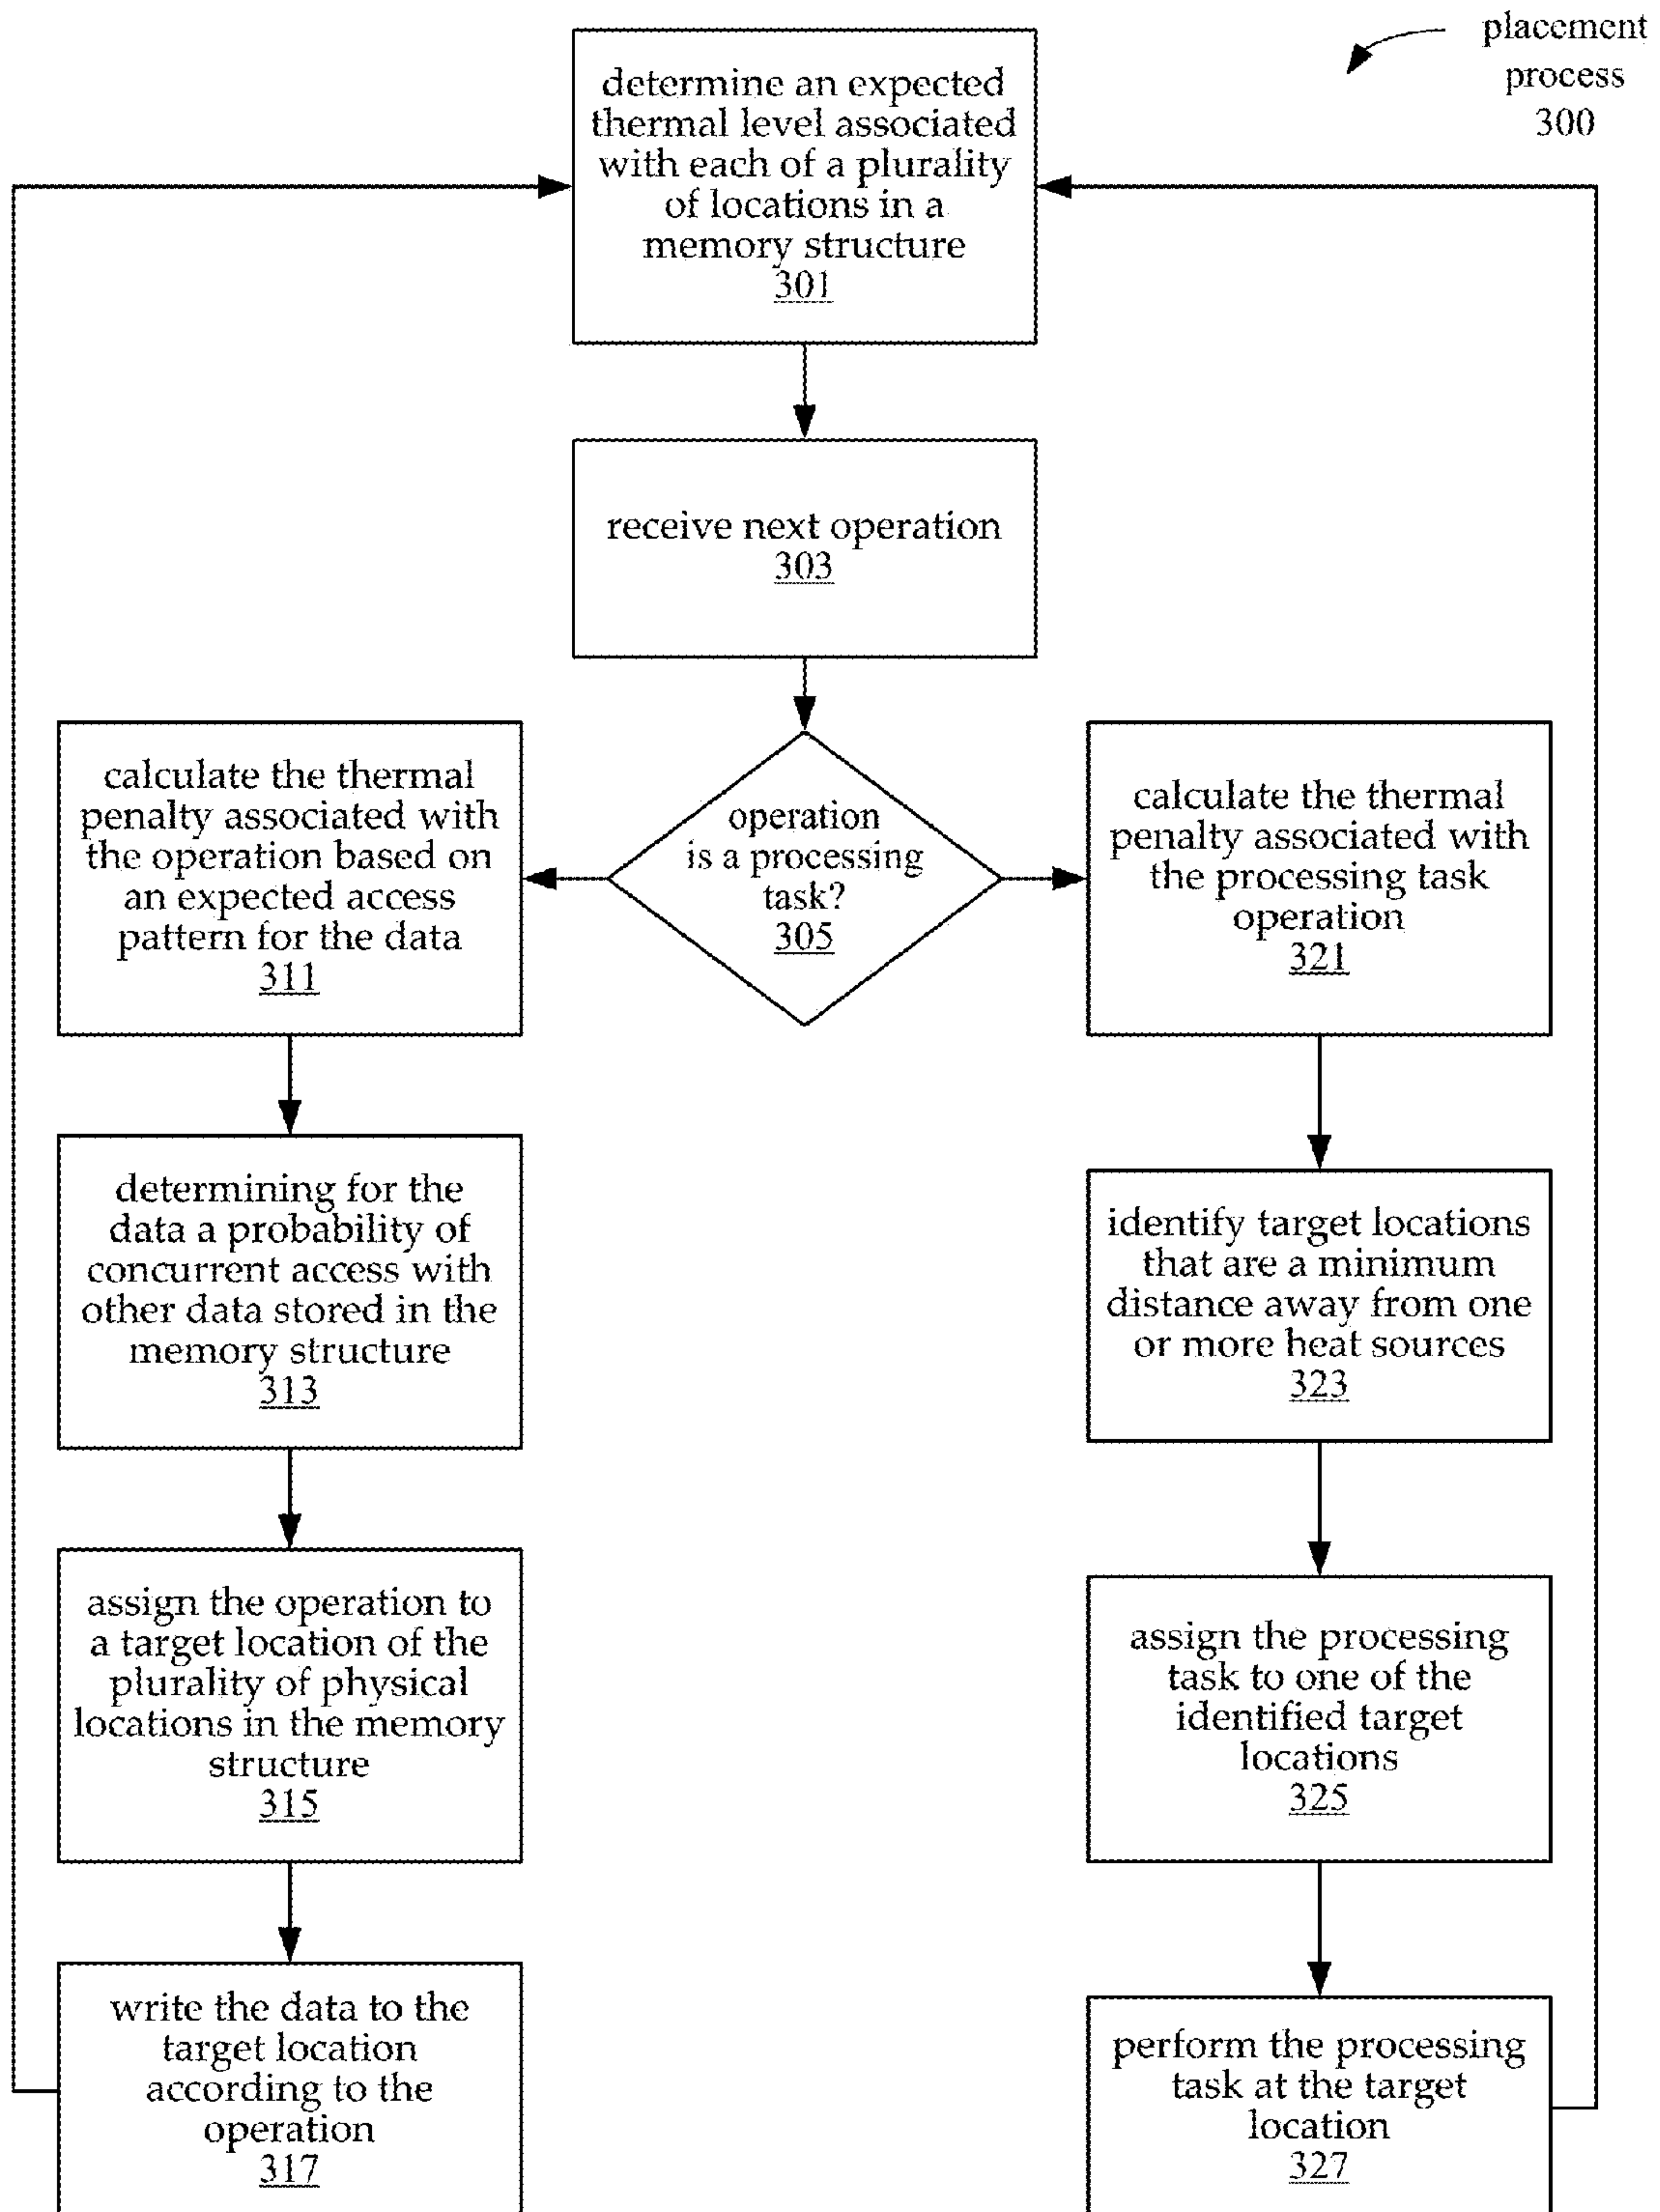 placement
process
300
determine an expected
thermal level associated
with each of a plurality
of locations in a
memory structure
301
receive next operation
303
operation
is a processing
task?
305
calculate the thermal
penalty associated with
the operation based on
an expected access
pattern for the data
311
determining for the
data a probability of
concurrent access with
other data stored in the
memory structure
313
assign the operation to
a target location of the
plurality of physical
locations in the memory
structure
315
write the data to the
target location
according to the
operation
317
calculate the thermal
penalty associated with
the processing task
operation
321
identify target locations
that are a minimum
distance away from one
or more heat sources
323
assign the processing
task to one of the
identified target
locations
325
perform the processing
task at the target
location
327